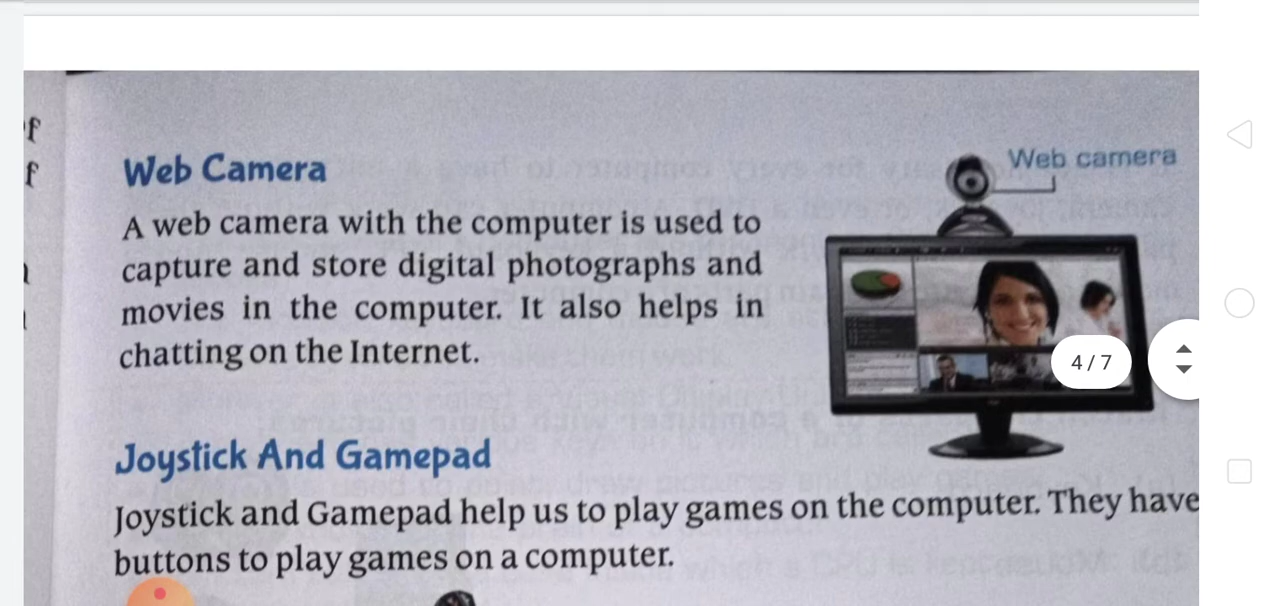 f
f
Web Camera
Web camera
A web camera with the computer is used to
capture and store digital photographs and
movies in the computer. It also helps in
chatting on the Internet.
4 / 7
Joystick And Gamepad
Joystick and Gamepad help us to play games on the computer. They have
buttons to play games on a computer.